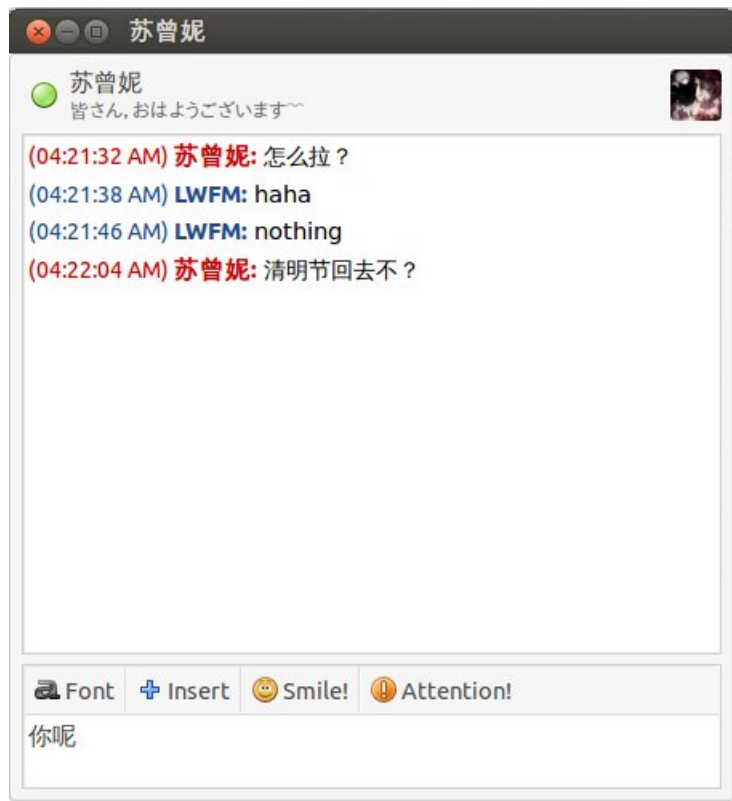 苏曾妮
苏曾妮
皆さん, おはようございます~~
(04:21:32 AM) 苏曾妮: 怎么拉？
(04:21:38 AM) LWFM: haha
(04:21:46 AM) LWFM: nothing
(04:22:04 AM) 苏曾妮: 清明节回去不？
Font Insert Smile! Attention!
你呢